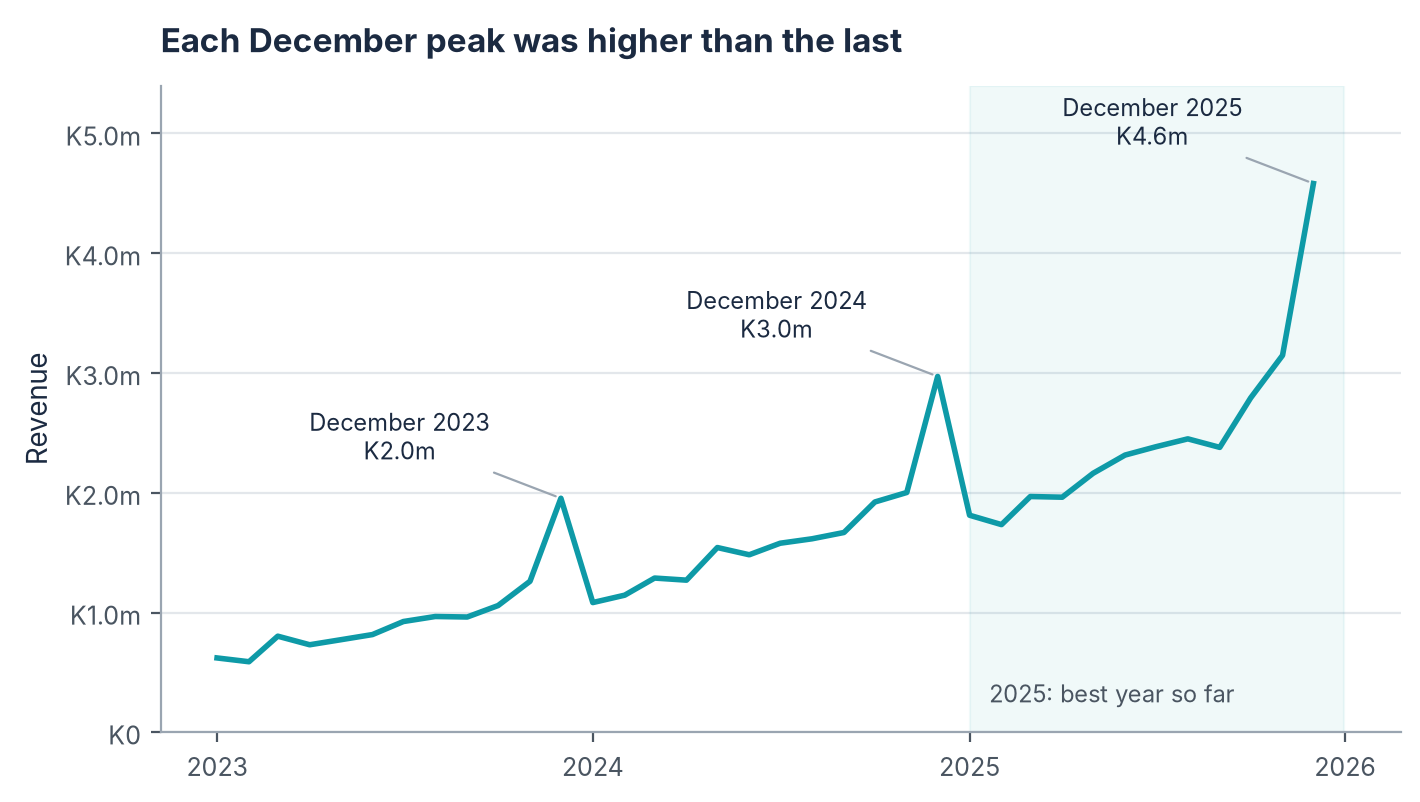 Each December peak was higher than the last
December 2025
K4.6m
K5.0m
K4.0m
December 2024
K3.0m
K3.0m
December 2023
K2.0m
K2.0m
K1.0m
K0
Revenue
2025: best year so far
2023
2024
2025
2026